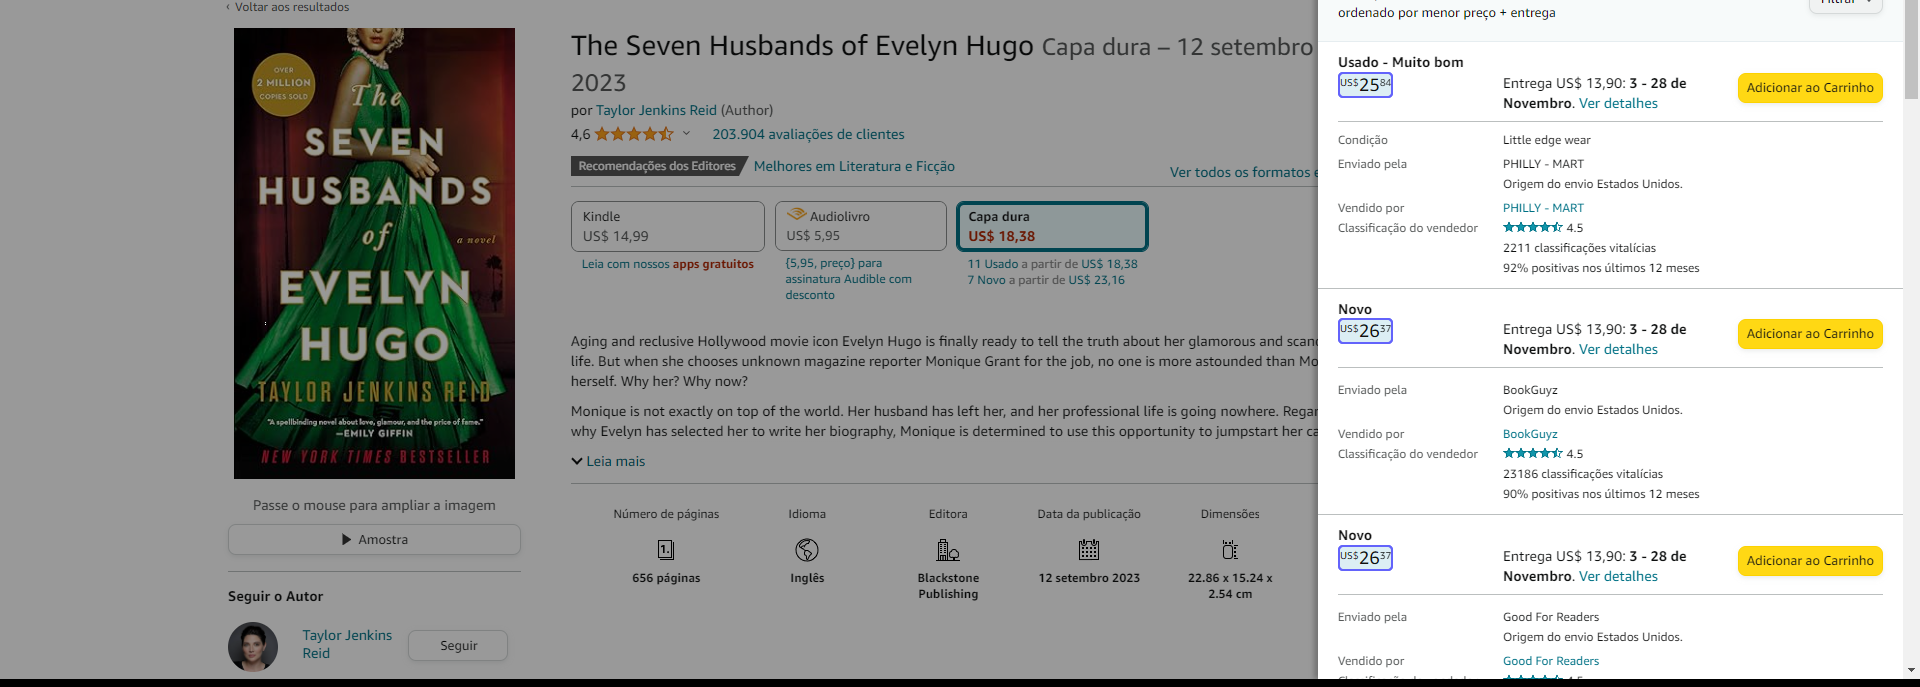 ‹ Voltar aos resultados
OVER
2 MILLION
COPIES SOLD
The
SEVEN
HUSBANDS
of
a novel
EVELYN
HUGO
TAYLOR JENKINS REID
"A spellbinding novel about love, glamour, and the price of fame."
—EMILY GIFFIN
NEW YORK TIMES BESTSELLER
Passe o mouse para ampliar a imagem
Amostra
Seguir o Autor
Taylor Jenkins
Reid
Seguir
The Seven Husbands of Evelyn Hugo Capa dura – 12 setembro
2023
por Taylor Jenkins Reid (Author)
4,6 203.904 avaliações de clientes
Recomendações dos Editores Melhores em Literatura e Ficção
Ver todos os formatos e
Kindle
US$ 14,99
Leia com nossos apps gratuitos
Audiolivro
US$ 5,95
{5,95, preço} para
assinatura Audible com
desconto
Capa dura
US$ 18,38
11 Usado a partir de US$ 18,38
7 Novo a partir de US$ 23,16
Aging and reclusive Hollywood movie icon Evelyn Hugo is finally ready to tell the truth about her glamorous and scan
life. But when she chooses unknown magazine reporter Monique Grant for the job, no one is more astounded than Mo
herself. Why her? Why now?
Monique is not exactly on top of the world. Her husband has left her, and her professional life is going nowhere. Regar
why Evelyn has selected her to write her biography, Monique is determined to use this opportunity to jumpstart her ca
Leia mais
Número de páginas
1.
656 páginas
Idioma
Inglês
Editora
Blackstone
Publishing
Data da publicação
12 setembro 2023
Dimensões
22.86 x 15.24 x
2.54 cm
ordenado por menor preço + entrega
Filtrar
Usado - Muito bom
US$ 25 84
Entrega US$ 13,90: 3 - 28 de
Novembro. Ver detalhes
Adicionar ao Carrinho
Condição Little edge wear
Enviado pela PHILLY - MART
Origem do envio Estados Unidos.
Vendido por PHILLY - MART
Classificação do vendedor 4.5
2211 classificações vitalícias
92% positivas nos últimos 12 meses
Novo
US$ 26 37
Entrega US$ 13,90: 3 - 28 de
Novembro. Ver detalhes
Adicionar ao Carrinho
Enviado pela BookGuyz
Origem do envio Estados Unidos.
Vendido por BookGuyz
Classificação do vendedor 4.5
23186 classificações vitalícias
90% positivas nos últimos 12 meses
Novo
US$ 26 37
Entrega US$ 13,90: 3 - 28 de
Novembro. Ver detalhes
Adicionar ao Carrinho
Enviado pela Good For Readers
Origem do envio Estados Unidos.
Vendido por Good For Readers